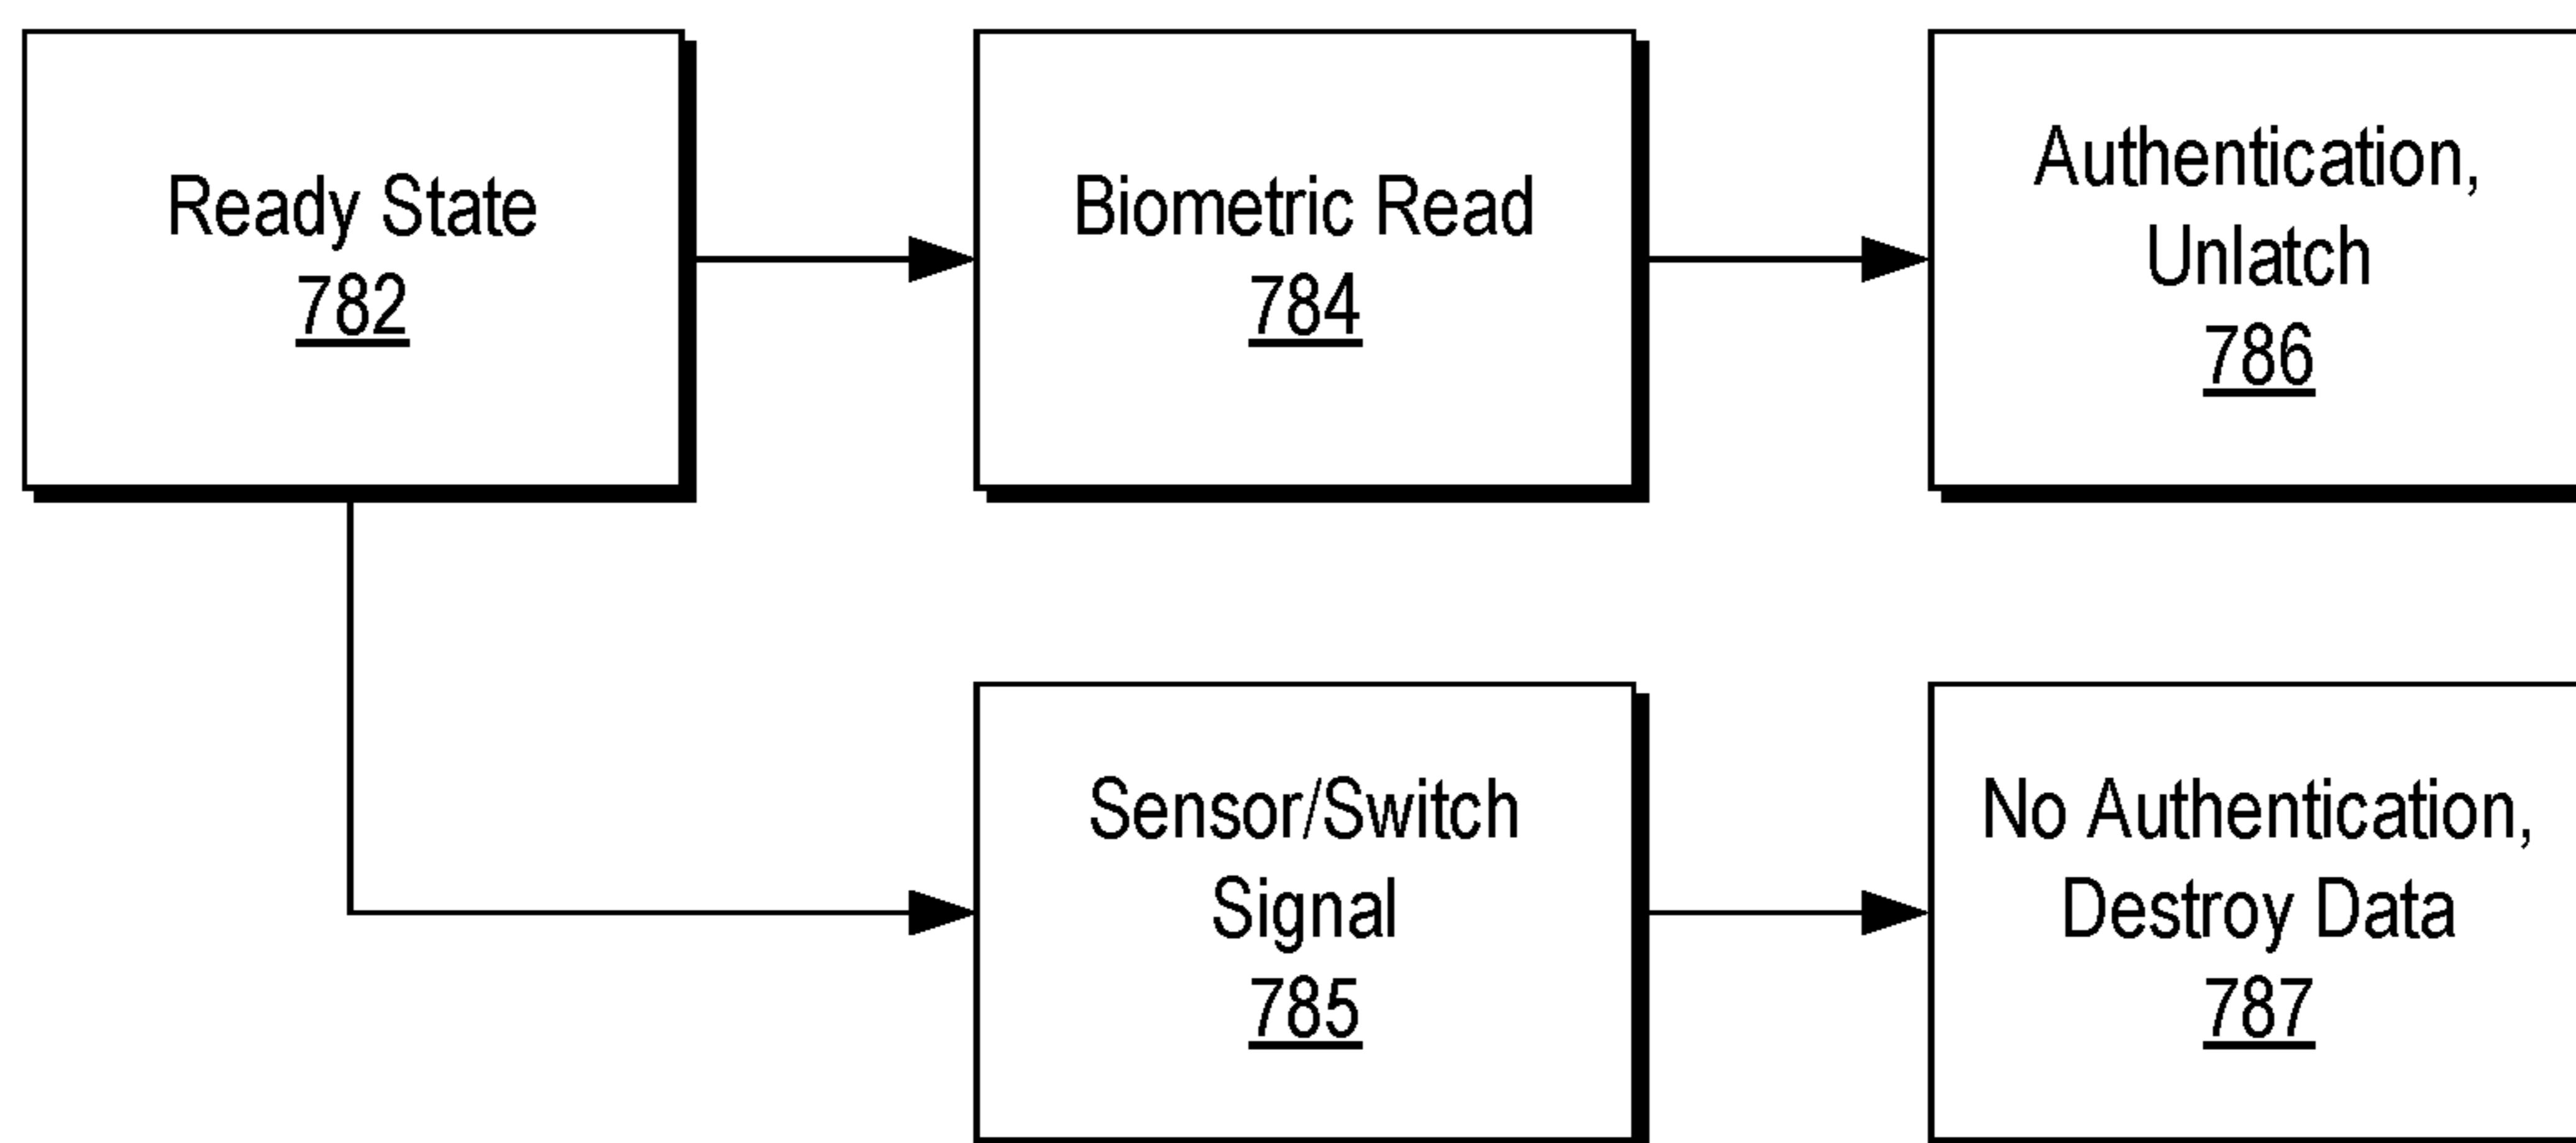 Ready State
782
Biometric Read
784
Authentication,
Unlatch
786
Sensor/Switch
Signal
785
No Authentication,
Destroy Data
787